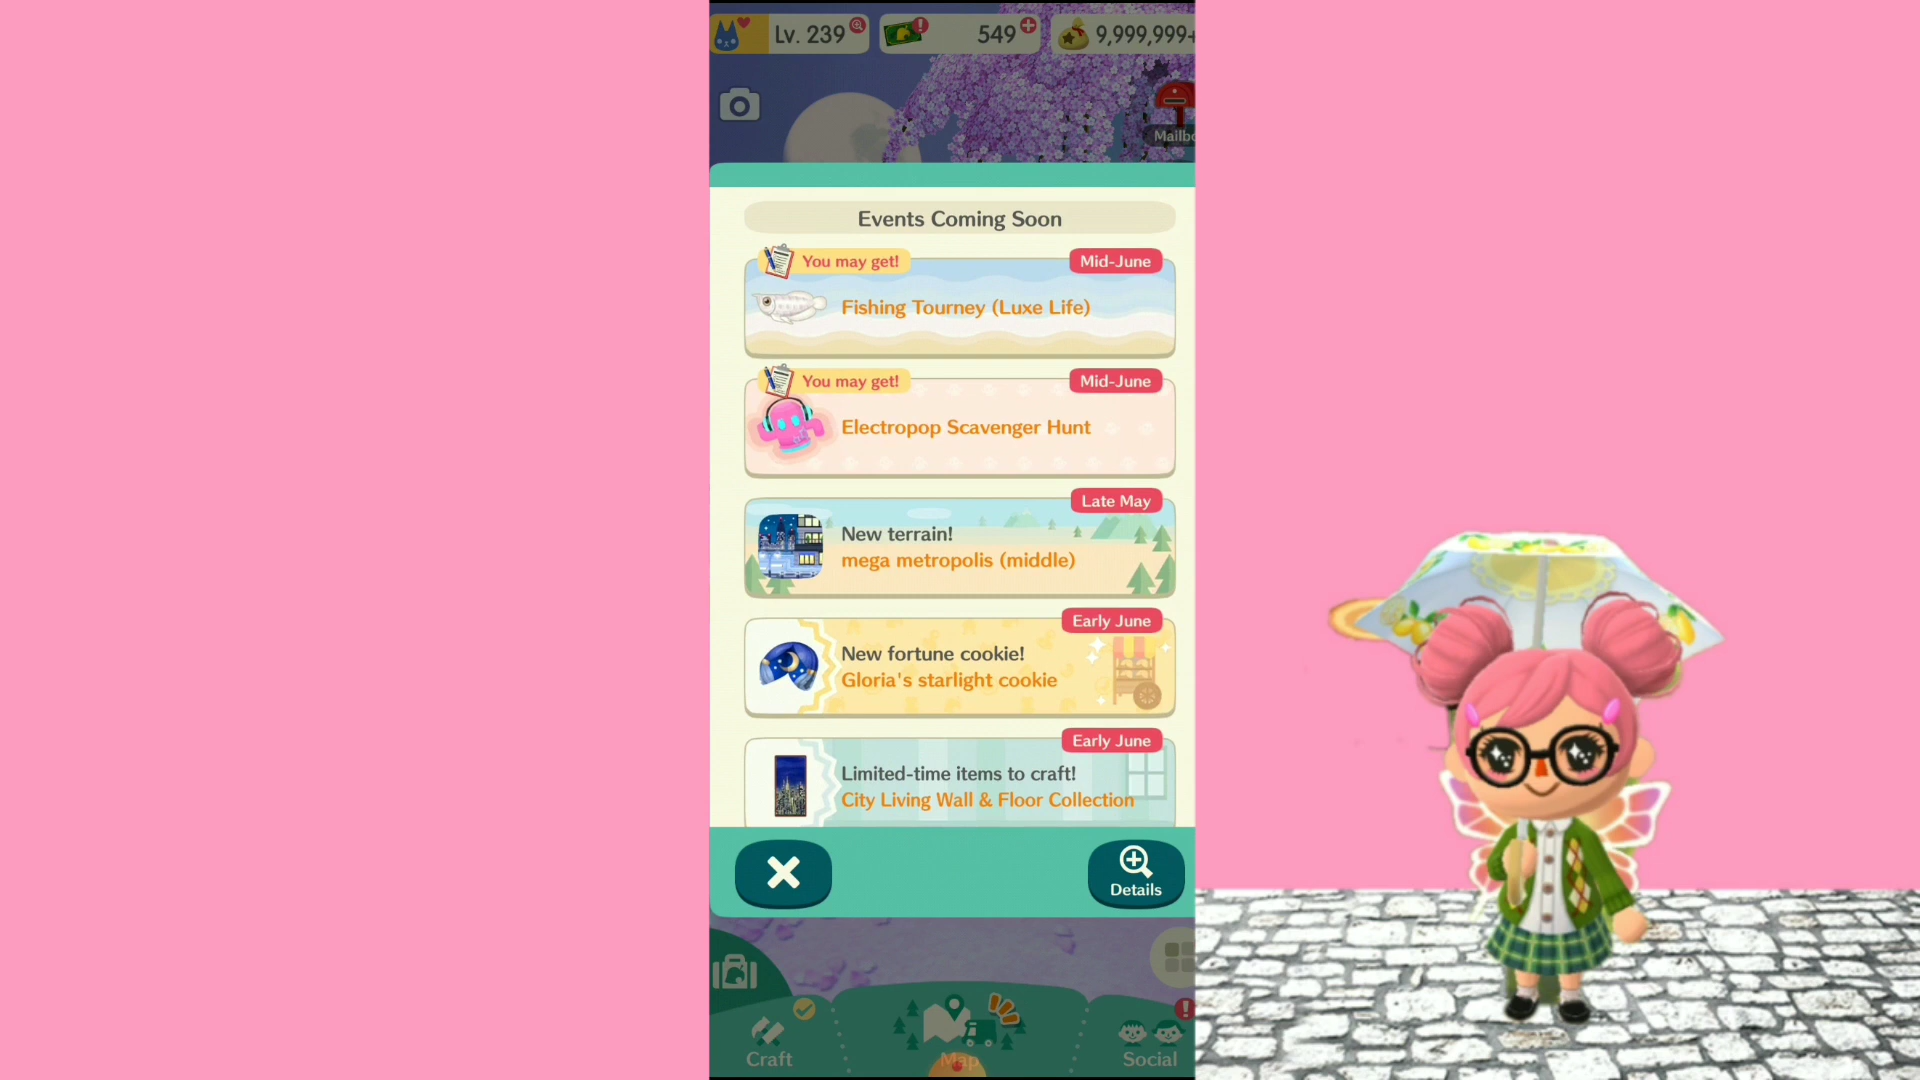 Lv. 239
549
9,999,999+
Mailbo
Events Coming Soon
You may get!
Mid-June
Fishing Tourney (Luxe Life)
You may get!
Mid-June
Electropop Scavenger Hunt
Late May
New terrain!
mega metropolis (middle)
Early June
New fortune cookie!
Gloria's starlight cookie
Early June
Limited-time items to craft!
City Living Wall & Floor Collection
Details
Craft
Map
Social